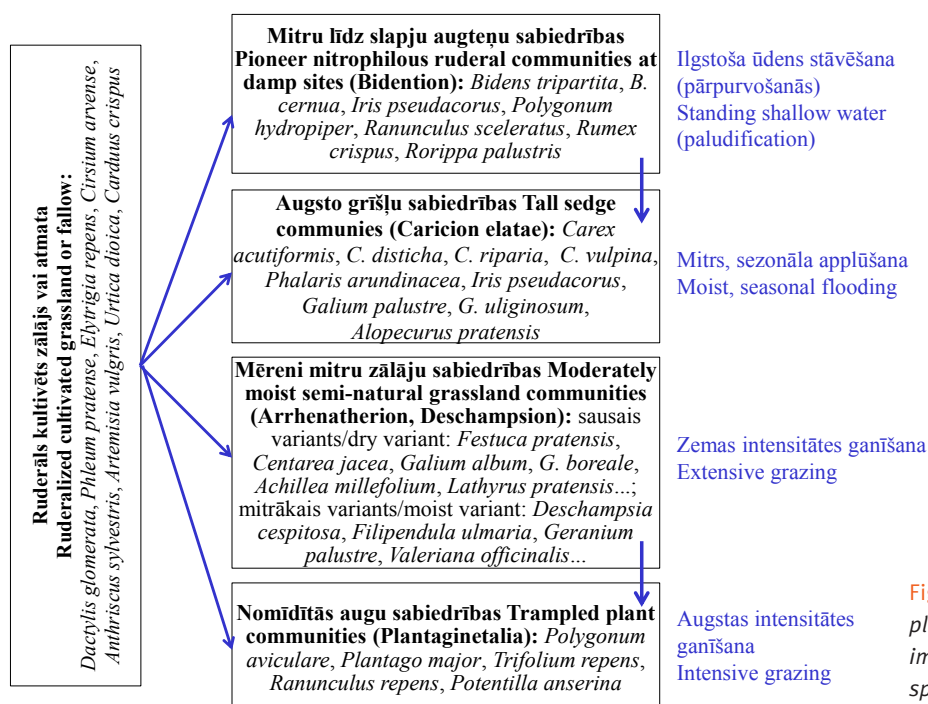 Ruderāls kultivēts zālājs vai atmata
Ruderalized cultivated grassland or fallow:
Dactylis glomerata, Pheum pratense, Elytrigia repens, Cirsium arvense,
Anthriscus sylvestris, Artemisia vulgris, Urtica dioica, Carduus crispus
Mitru līdz slapju augteņu sabiedrības
Pioneer nitrophilous ruderal communities at
damp sites (Bidention): Bidens tripartita, B.
cernua, Iris pseudacorus, Polygonum
hydropiper, Ranunculus sceleratus, Rumex
crispus, Rorippa palustris
Ilgstoša ūdens stāvēšana
(pārpurvošanās)
Standing shallow water
(paludification)
Augsto grīšļu sabiedrības Tall sedge
communies (Caricion elatae): Carex
acutiformis, C. disticha, C. riparia, C. vulpina,
Phalaris arundinacea, Iris pseudacorus,
Galium palustre, G. uliginosum,
Alopecurus pratensis
Mitrs, sezonāla applūšana
Moist, seasonal flooding
Mēreni mitru zālāju sabiedrības Moderately
moist semi-natural grassland communities
(Arrhenatherion, Deschampsion): sausais
variants/dry variant: Festuca pratensis,
Centarea jacea, Galium album, G. boreale,
Achillea millefolium, Lathyrus pratensis...;
mitrākais variants/moist variant: Deschampsia
cespitosa, Filipendula ulmaria, Geranium
palustre, Valeriana officinalis...
Zemas intensitātes ganīšana
Extensive grazing
Nomīdītās augu sabiedrības Trampled plant
communities (Plantaginetalia): Polygonum
aviculare, Plantago major, Trifolium repens,
Ranunculus repens, Potentilla anserina
Augstas intensitātes
ganīšana
Intensive grazing